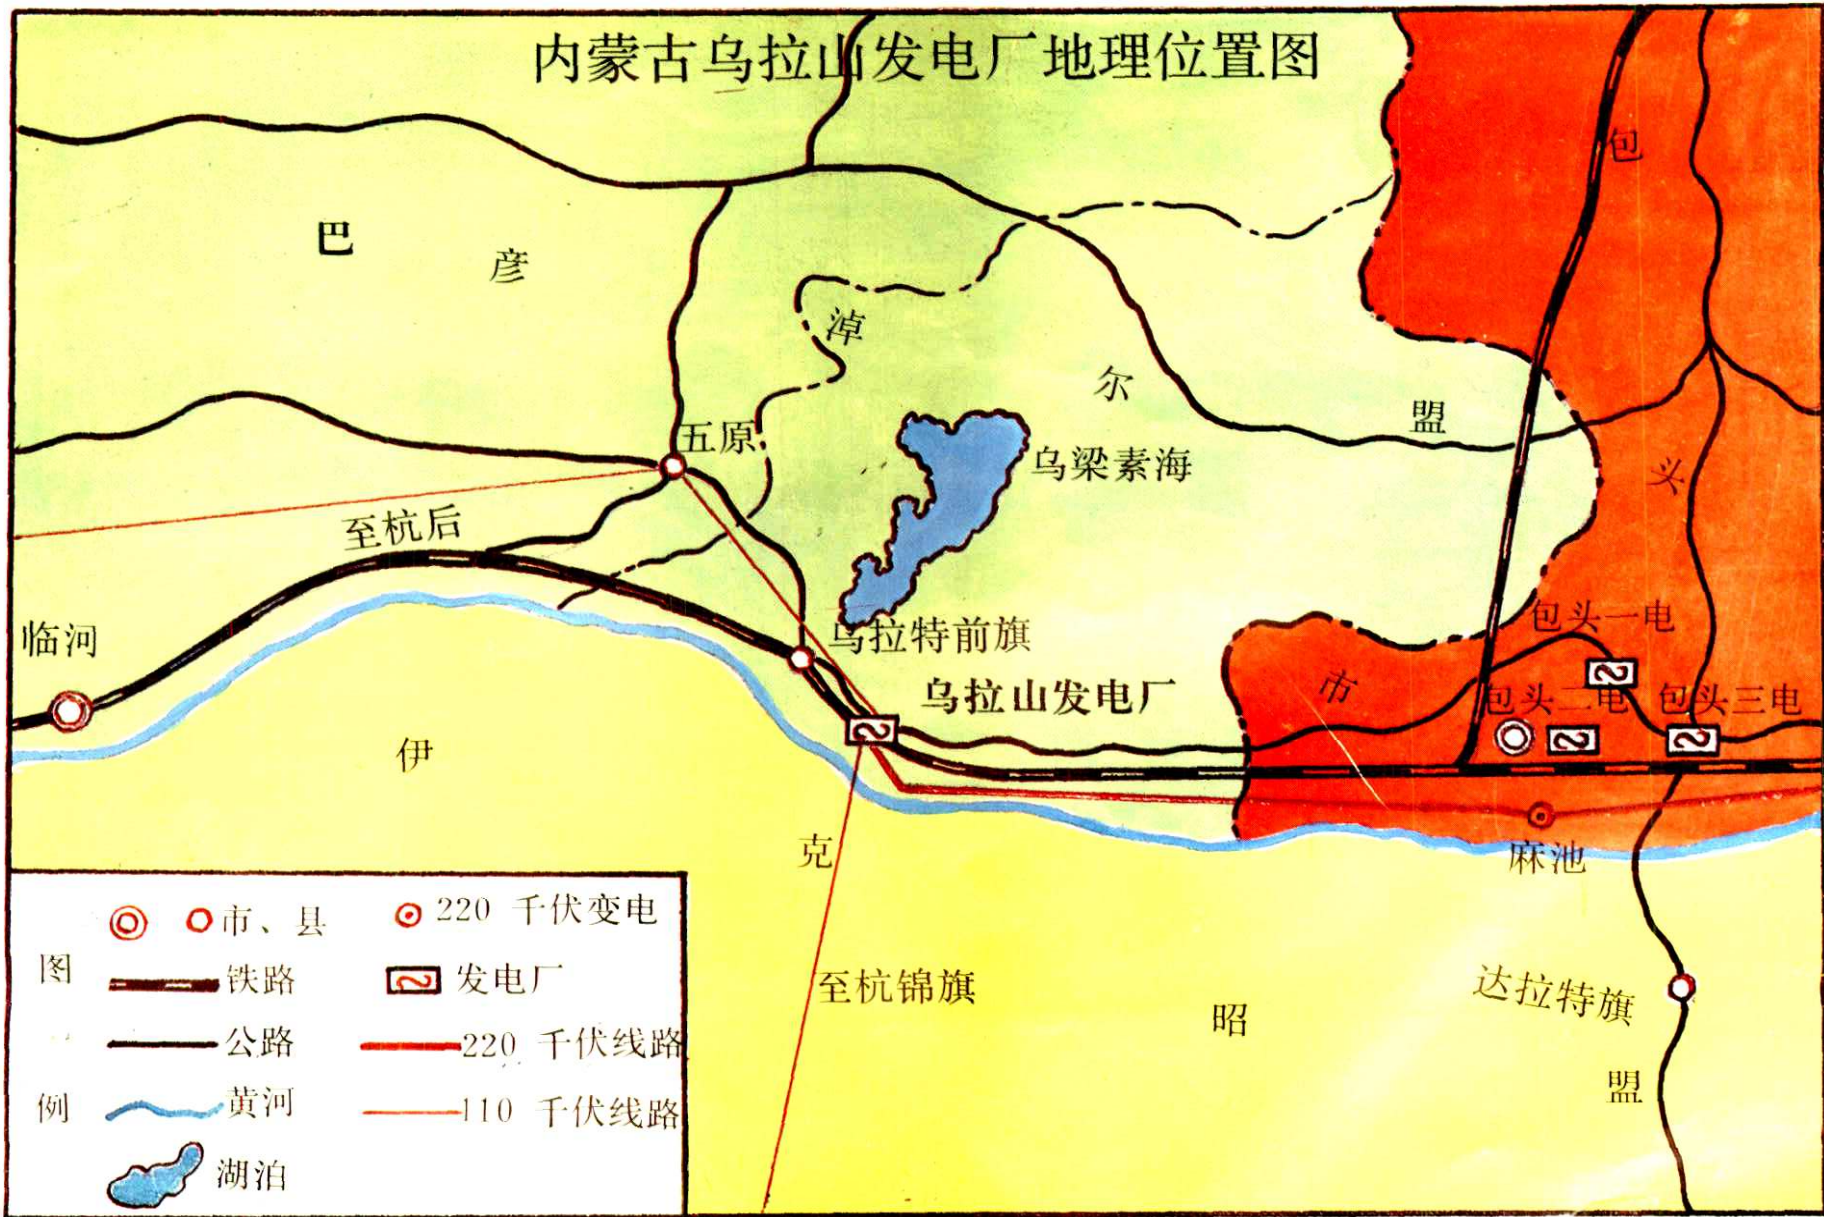 内蒙古乌拉山发电厂地理位置图
包
巴
彦
淖
尔
盟
五原
乌梁素海
头
至杭后
临河
乌拉特前旗
包头一电
乌拉山发电厂
市
包头二电
包头三电
伊
克
麻池
至杭锦旗
昭
达拉特旗
盟
图
例
市、县
220 千伏变电
铁路
发电厂
公路
220 千伏线路
黄河
110 千伏线路
湖泊